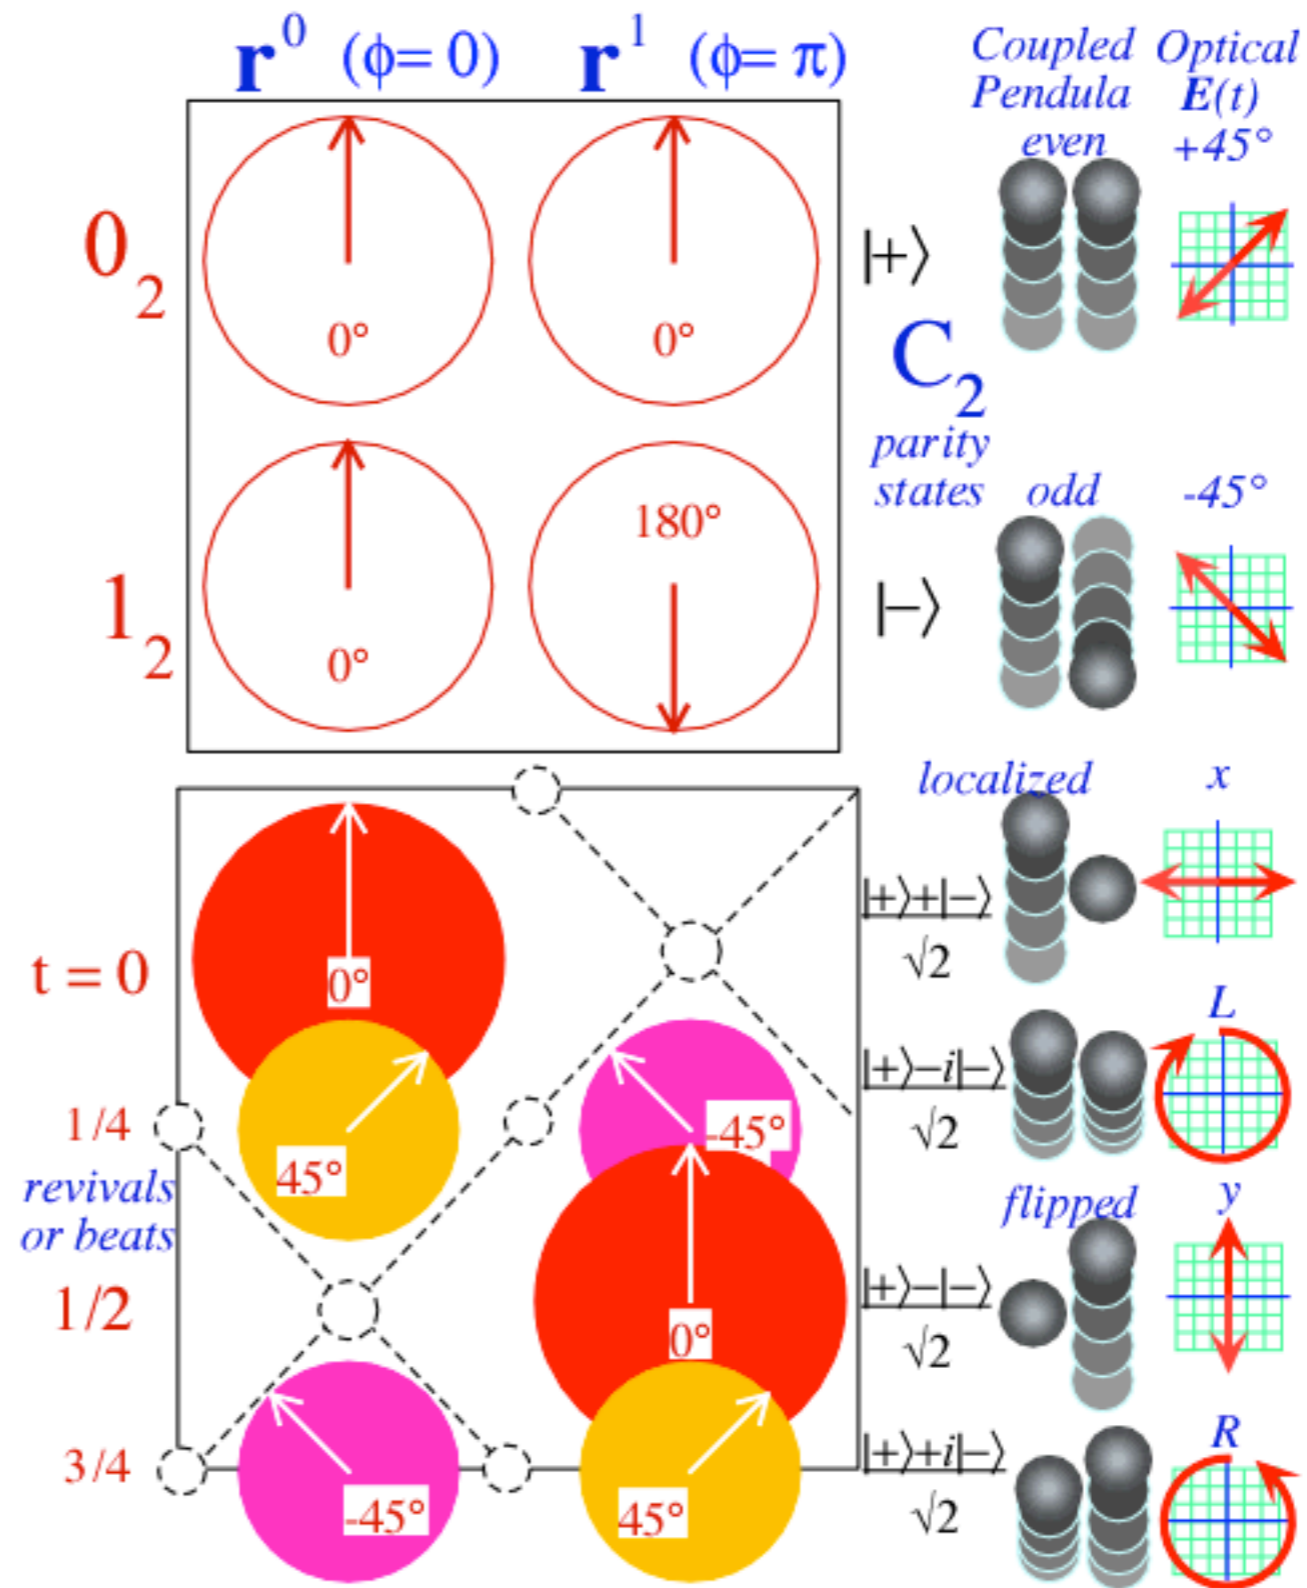 r⁰ (ϕ= 0) r¹ (ϕ= π)
Coupled Optical
Pendula E(t)
even +45°
0₂
0° 0°
|+⟩
C₂
parity
states odd -45°
1₂
0° 180°
|−⟩
localized x
t = 0
0°
|+⟩+|−⟩
√2
L
1/4
45° -45°
|+⟩−i|−⟩
√2
revivals
or beats
flipped y
1/2
0°
|+⟩−|−⟩
√2
R
3/4
-45° 45°
|+⟩+i|−⟩
√2